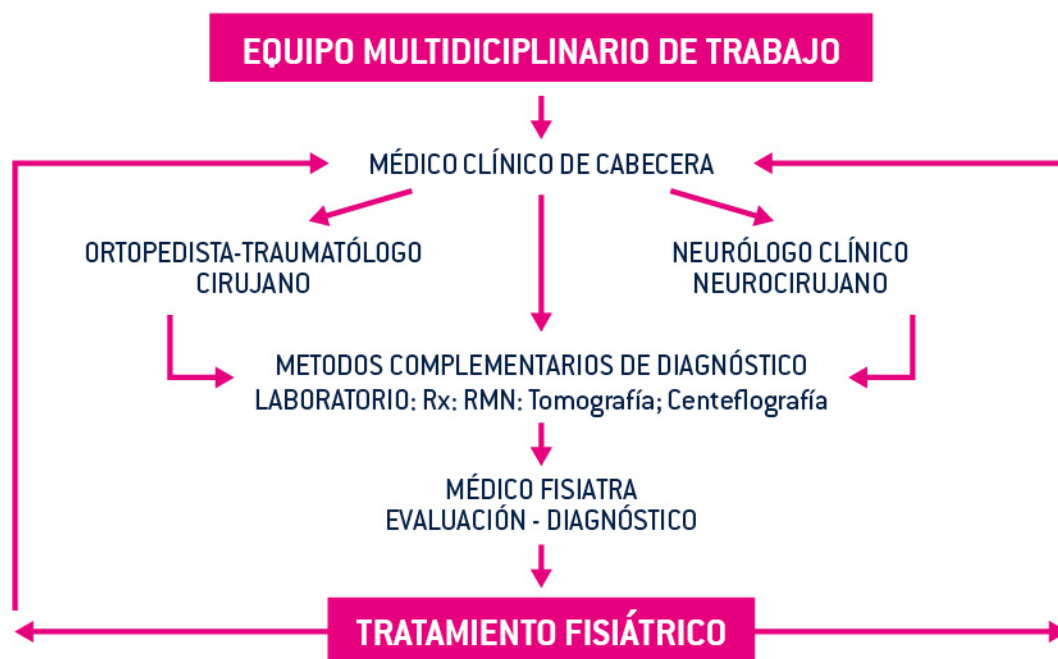 EQUIPO MULTIDICIPLINARIO DE TRABAJO
MÉDICO CLÍNICO DE CABECERA
ORTOPEDISTA-TRAUMATÓLOGO
CIRUJANO
NEURÓLOGO CLÍNICO
NEUROCIRUJANO
METODOS COMPLEMENTARIOS DE DIAGNÓSTICO
LABORATORIO: Rx: RMN: Tomografía; Centeflografía
MÉDICO FISIATRA
EVALUACIÓN - DIAGNÓSTICO
TRATAMIENTO FISIÁTRICO